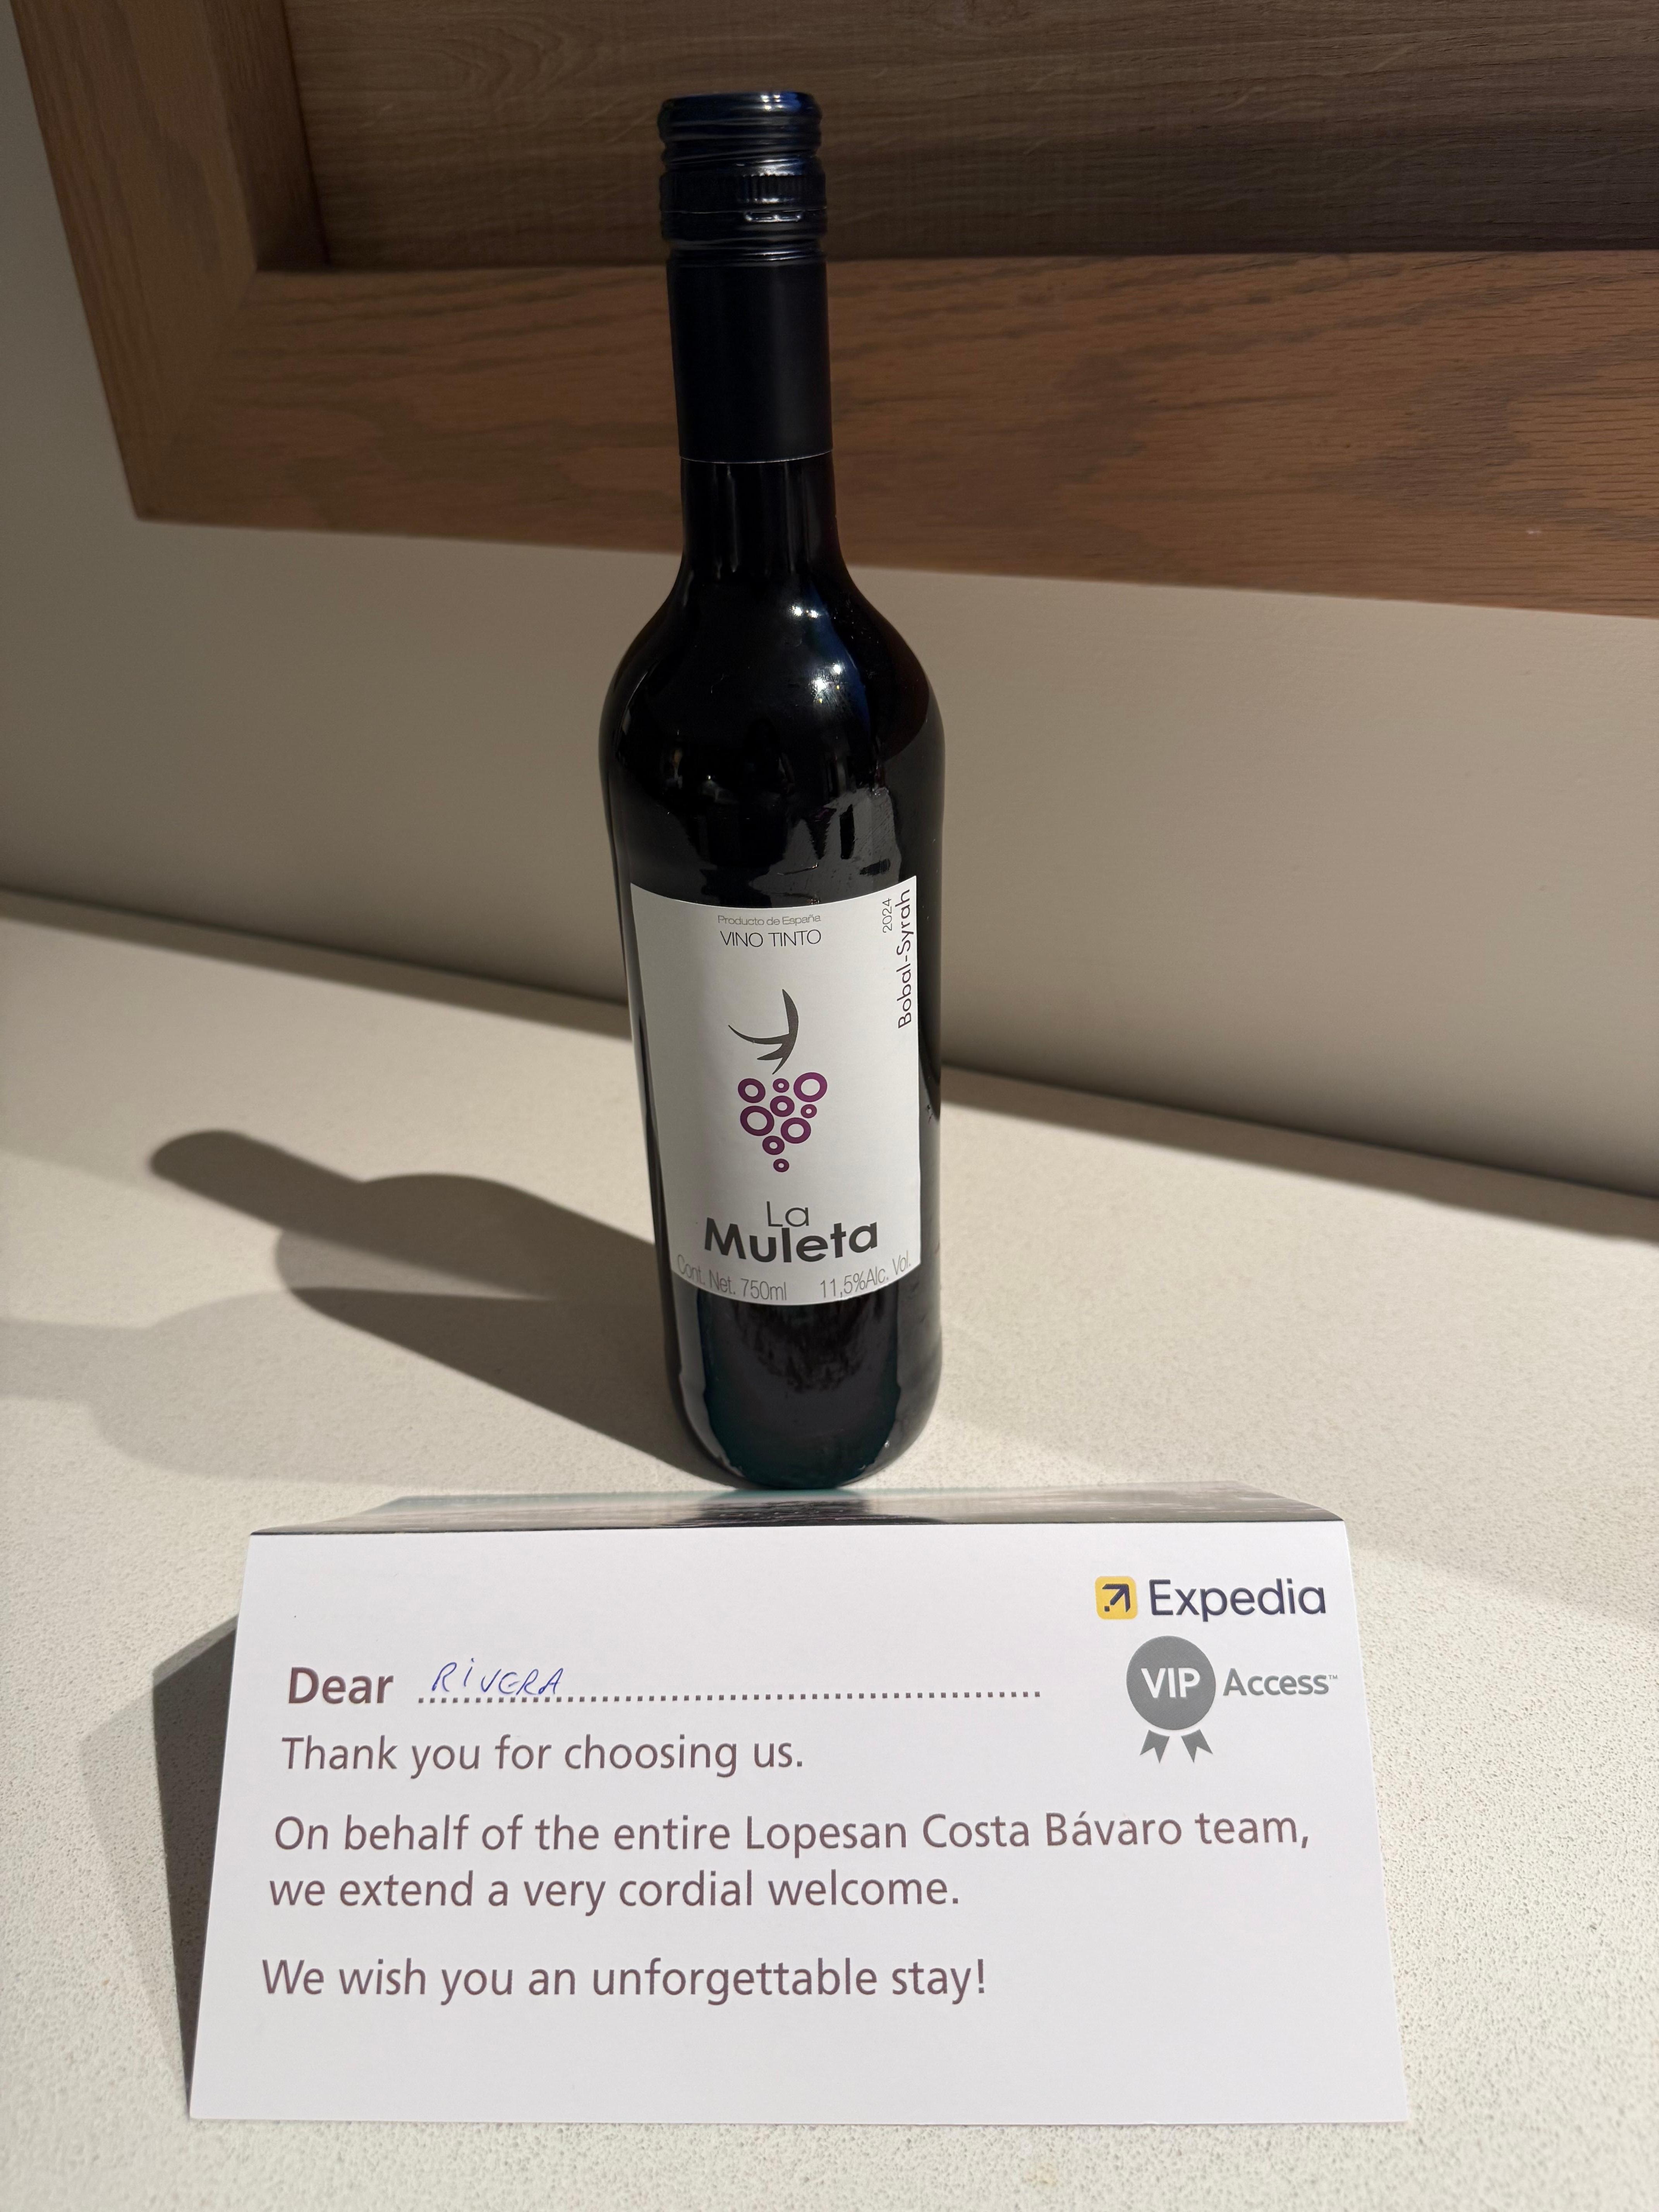 Producto de España
VINO TINTO
2024
Bobal-Syrah
La
Muleta
Cont. Net. 750ml 11,5%Alc. Vol.
Expedia
VIP Access™
Dear RIVERA
Thank you for choosing us.
On behalf of the entire Lopesan Costa Bávaro team,
we extend a very cordial welcome.
We wish you an unforgettable stay!